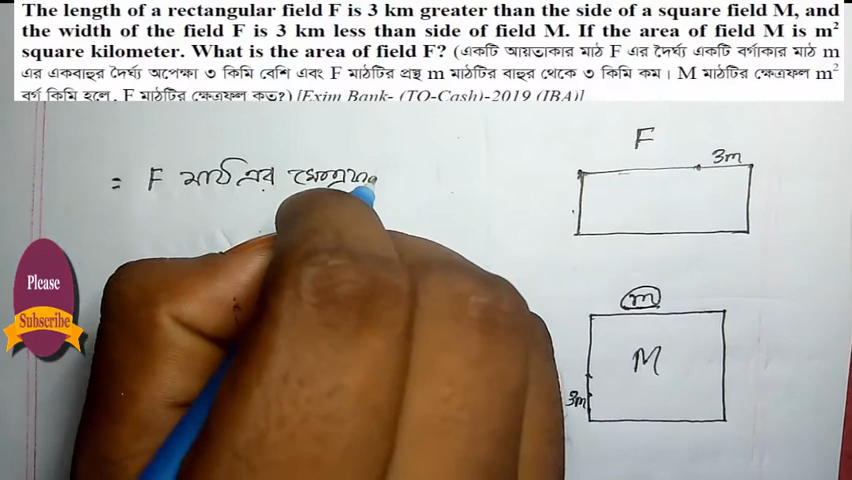 The length of a rectangular field F is 3 km greater than the side of a square field M, and
the width of the field F is 3 km less than side of field M. If the area of field M is m²
square kilometer. What is the area of field F? (একটি আয়তাকার মাঠ F এর দৈর্ঘ্য একটি বর্গাকার মাঠ m
এর একবাহুর দৈর্ঘ্য অপেক্ষা ৩ কিমি বেশি এবং F মাঠটির প্রস্থ m মাঠটির বাহুর থেকে ৩ কিমি কম। M মাঠটির ক্ষেত্রফল m²
বর্গ কিমি হলে, F মাঠটির ক্ষেত্রফল কত?) [Exim Bank- (TO-Cash)-2019 (IBA)]
F
3m
= F মাঠ এর
m
M
3m
Please
Subscribe